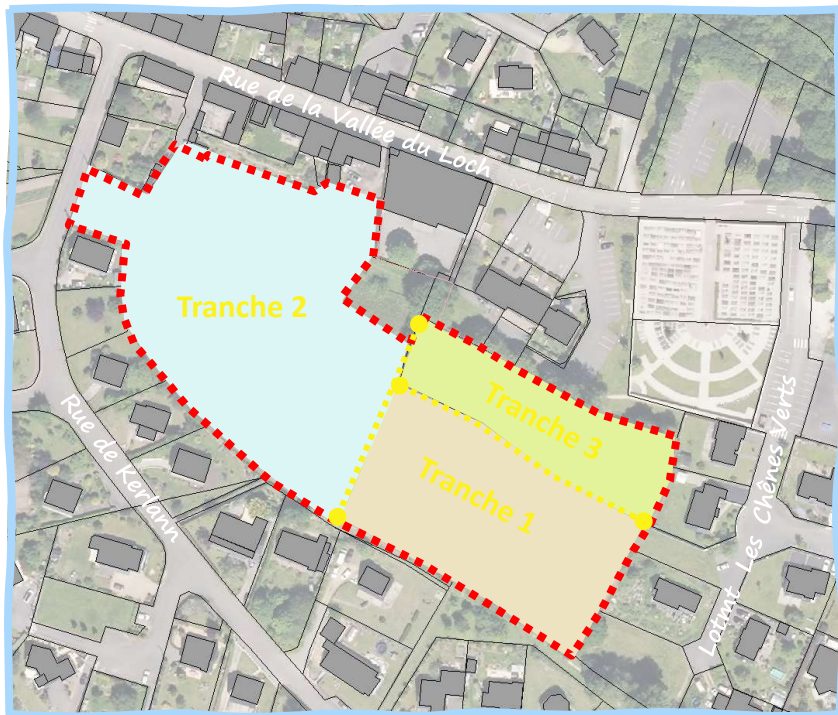 Rue de la Vallée du Loch
Tranche 2
Tranche 3
Tranche 1
Rue de Kerlann
Lotmt Les Chênes Verts